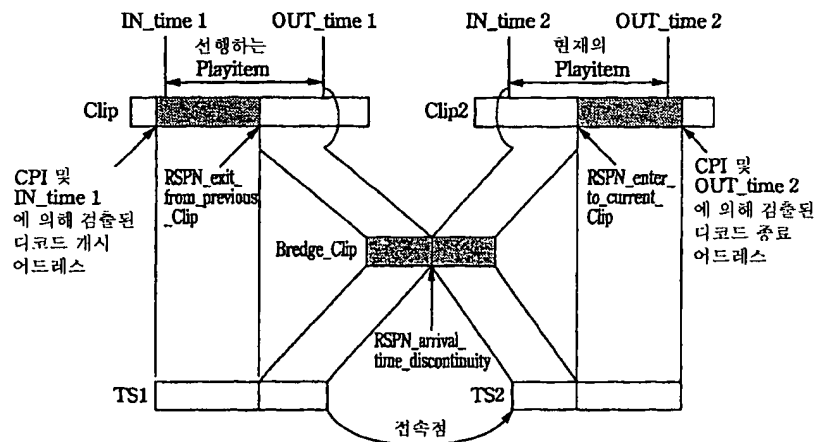 IN_time 1
OUT_time 1
IN_time 2
OUT_time 2
선행하는
Playitem
현재의
Playitem
Clip
Clip2
CPI 및
IN_time 1
에 의해 검출된
디코드 개시
어드레스
RSPN_exit_
from_previous
_Clip
RSPN_enter_
to_current_
Clip
CPI 및
OUT_time 2
에 의해 검출된
디코드 종료
어드레스
Bredge_Clip
RSPN_arrival_
time_discontinuity
TS1
TS2
접속점